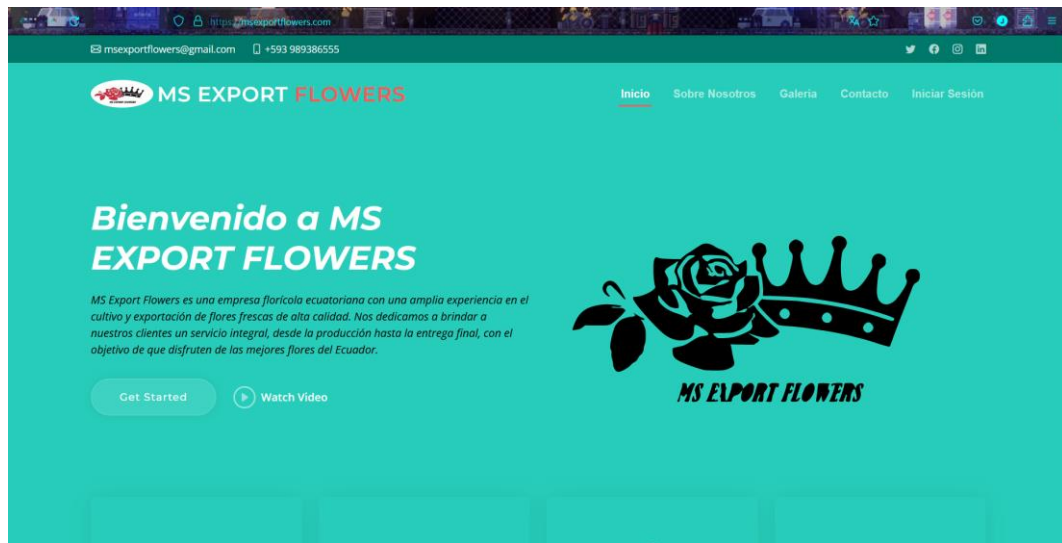 https://msexportflowers.com
msexportflowers@gmail.com +593 989386555
MS EXPORT FLOWERS
Inicio Sobre Nosotros Galeria Contacto Iniciar Sesión
Bienvenido a MS
EXPORT FLOWERS
MS Export Flowers es una empresa florícola ecuatoriana con una amplia experiencia en el
cultivo y exportación de flores frescas de alta calidad. Nos dedicamos a brindar a
nuestros clientes un servicio integral, desde la producción hasta la entrega final, con el
objetivo de que disfruten de las mejores flores del Ecuador.
Get Started Watch Video
MS EXPORT FLOWERS